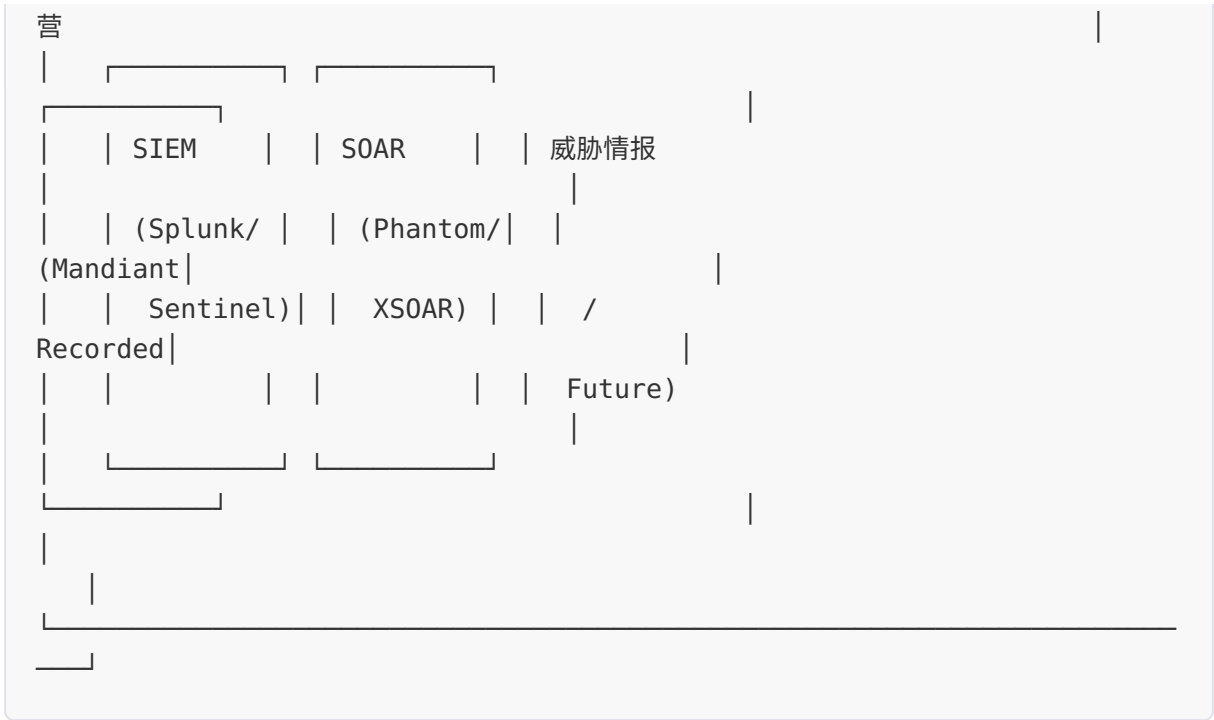 营                                                                  │
│   ┌───────────┐ ┌───────────┐
┌───────────┐                                 │
│   │ SIEM    │  │ SOAR    │  │ 威胁情报
│                                 │
│   │ (Splunk/ │  │ (Phantom/│  │
(Mandiant│                                 │
│   │  Sentinel)│ │  XSOAR) │  │  /
Recorded│                                │
│   │         │  │         │  │  Future)
│                                 │
│   └───────────┘ └───────────┘
└───────────┘                                 │
│
   │
└───────────────────────────────────────────────────────────────────────
───┘